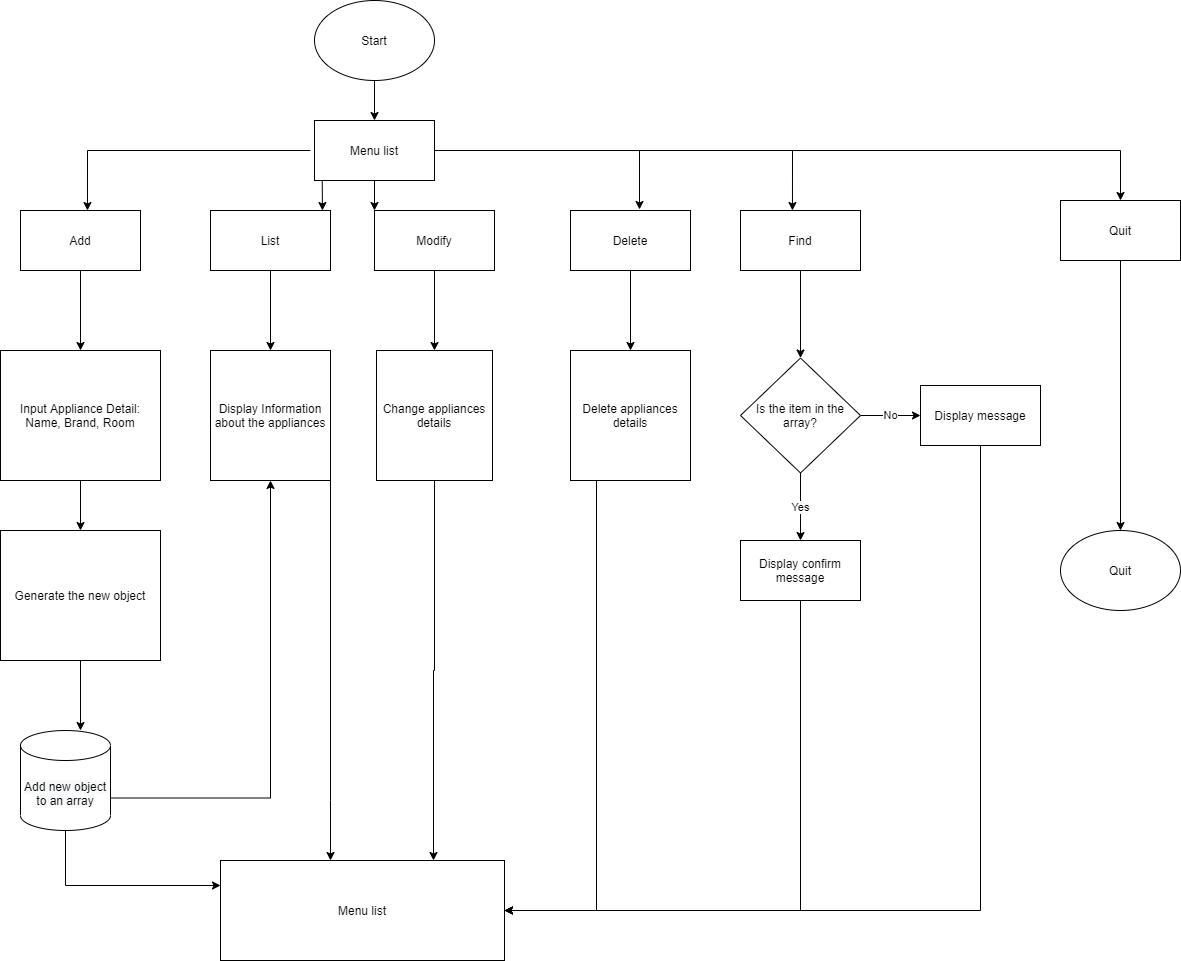 Start
Menu list
Add
List
Modify
Delete
Find
Quit
Input Appliance Detail:
Name, Brand, Room
Display Information
about the appliances
Change appliances
details
Delete appliances
details
Is the item in the
array?
No
Display message
Yes
Display confirm
message
Quit
Generate the new object
Add new object
to an array
Menu list